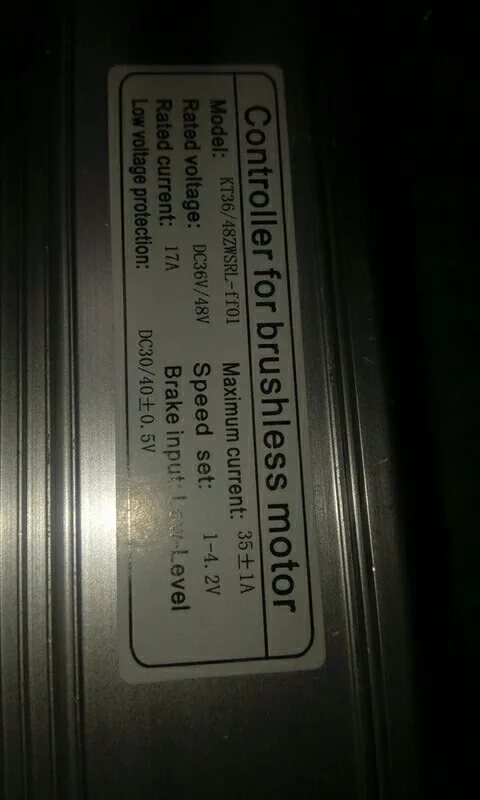 Controller for brushless motor
Model: KT36/48ZWSRL-ff01 Maximum current: 35±1A
Rated voltage: DC36V/48V Speed set: 1-4.2V
Rated current: 17A Brake input: Low-Level
Low voltage protection: DC30/40±0.5V